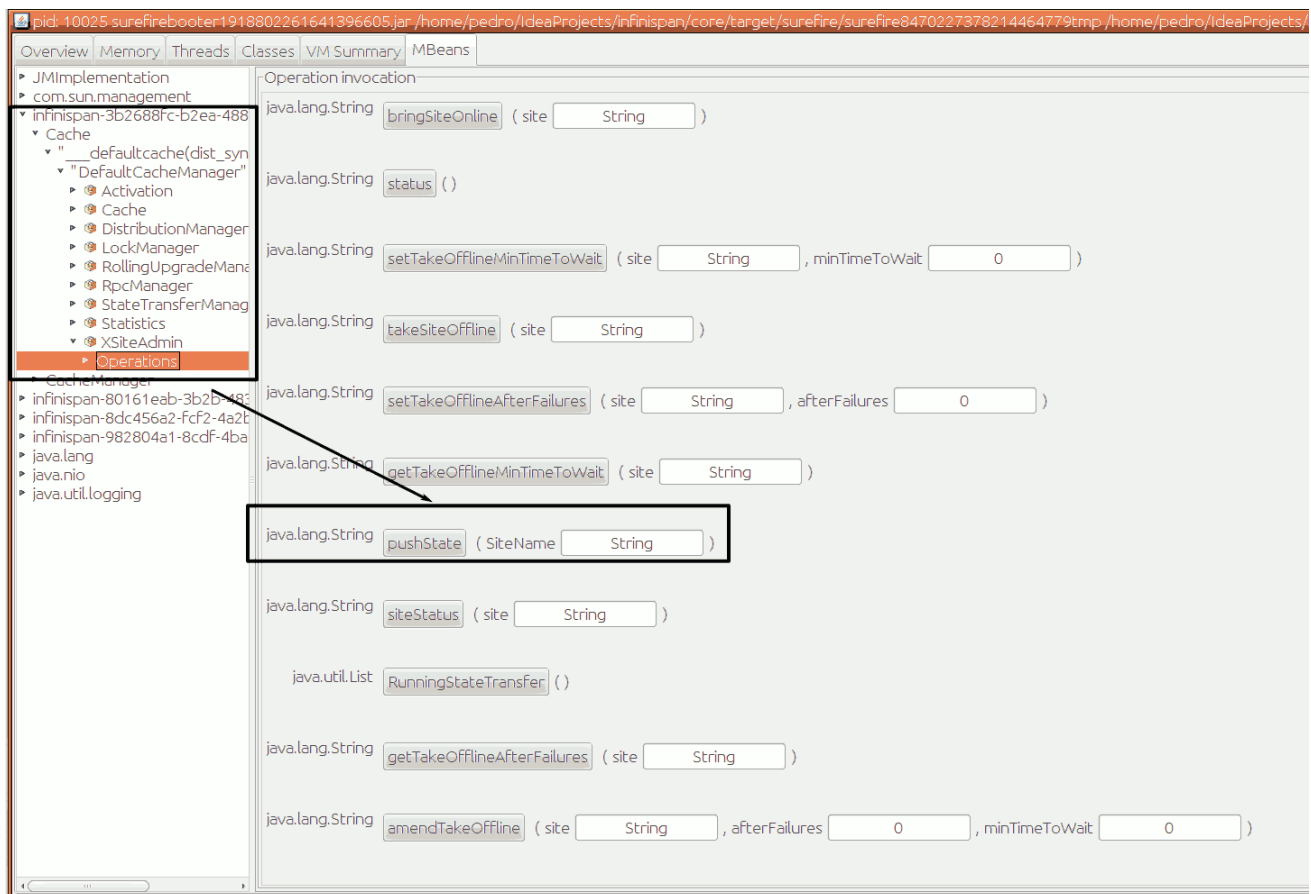 pid: 10025 surefirebooter1918802261641396605.jar /home/pedro/IdeaProjects/infinispan/core/target/surefire/surefire8470227378214464779tmp /home/pedro/IdeaProjects/
Overview Memory Threads Classes VM Summary MBeans
JMImplementation
com.sun.management
infinispan-3b2688fc-b2ea-488
Cache
"___defaultcache(dist_syn
"DefaultCacheManager"
Activation
Cache
DistributionManager
LockManager
RollingUpgradeMana
RpcManager
StateTransferManag
Statistics
XSiteAdmin
Operations
CacheManager
infinispan-80161eab-3b2b-483
infinispan-8dc456a2-fcf2-4a2b
infinispan-982804a1-8cdf-4ba
java.lang
java.nio
java.util.logging
Operation invocation
java.lang.String bringSiteOnline ( site String )
java.lang.String status ( )
java.lang.String setTakeOfflineMinTimeToWait ( site String , minTimeToWait 0 )
java.lang.String takeSiteOffline ( site String )
java.lang.String setTakeOfflineAfterFailures ( site String , afterFailures 0 )
java.lang.String getTakeOfflineMinTimeToWait ( site String )
java.lang.String pushState ( SiteName String )
java.lang.String siteStatus ( site String )
java.util.List RunningStateTransfer ( )
java.lang.String getTakeOfflineAfterFailures ( site String )
java.lang.String amendTakeOffline ( site String , afterFailures 0 , minTimeToWait 0 )